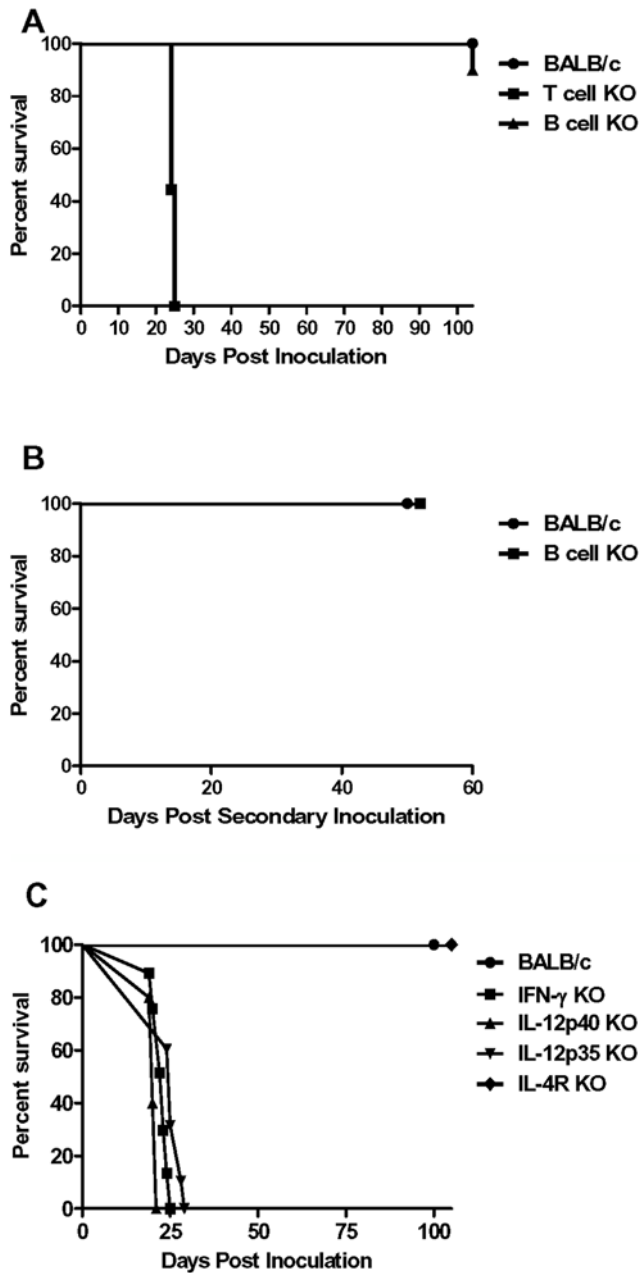 A
Percent survival
100
80
60
40
20
0
0 10 20 30 40 50 60 70 80 90 100
Days Post Inoculation
BALB/c
T cell KO
B cell KO
B
Percent survival
100
80
60
40
20
0
0 20 40 60
Days Post Secondary Inoculation
BALB/c
B cell KO
C
Percent survival
100
80
60
40
20
0
0 25 50 75 100
Days Post Inoculation
BALB/c
IFN-γ KO
IL-12p40 KO
IL-12p35 KO
IL-4R KO